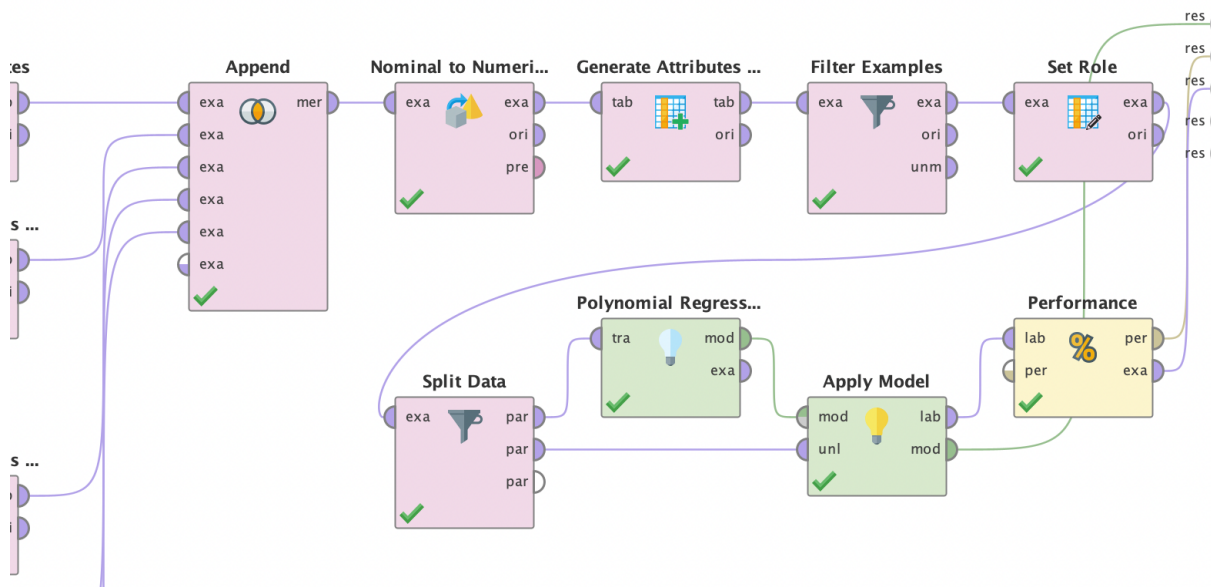 res
res
tes
Append
Nominal to Numeri...
Generate Attributes ...
Filter Examples
Set Role
res
exa
mer
exa
exa
tab
tab
exa
exa
exa
exa
res
exa
ori
ori
ori
ori
res
exa
pre
unm
exa
s ...
exa
exa
Polynomial Regress...
Performance
tra
mod
lab
per
exa
per
exa
Split Data
Apply Model
exa
par
mod
lab
par
unl
mod
s ...
par